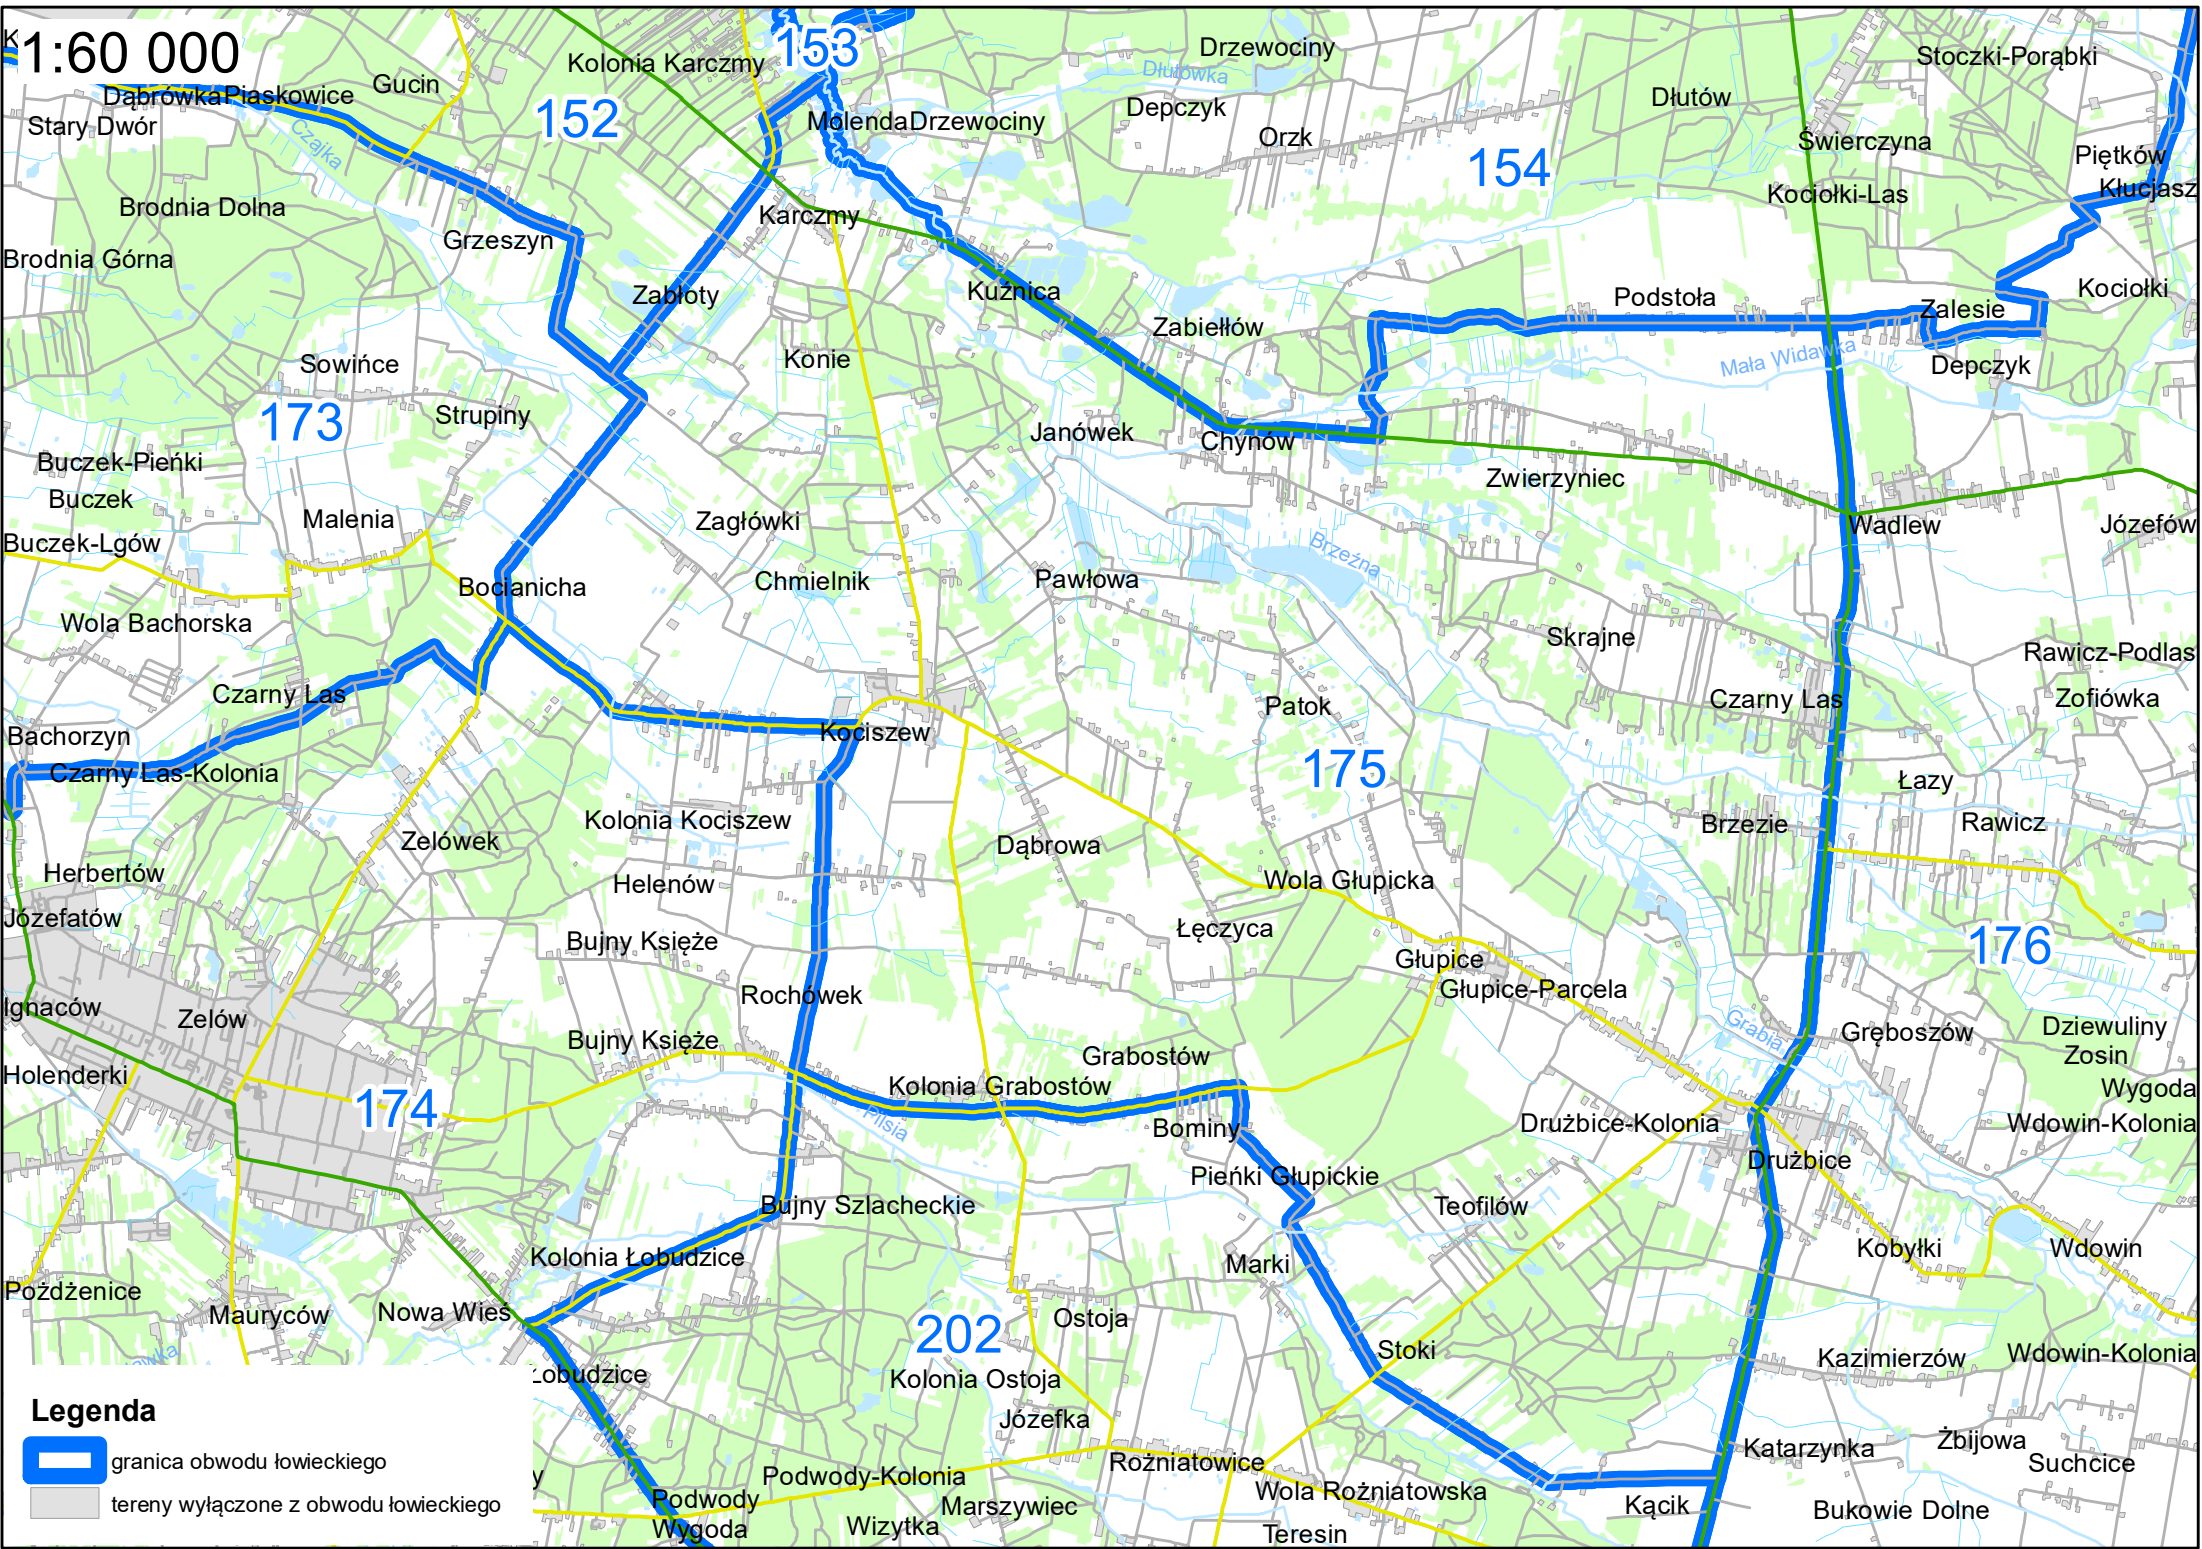 1:60 000
K
Kolonia Karczmy
153
Drzewociny
Stoczki-Porąbki
Dłutówka
Gucin
Dąbrówka
Piaskowice
152
Depczyk
Dłutów
Stary Dwór
Czajka
Molenda
Drzewociny
Orzk
154
Świerczyna
Piętków
Kociołki-Las
Klucjasz
Brodnia Dolna
Karczmy
Grzeszyn
Brodnia Górna
Zabłoty
Kuźnica
Podstoła
Kociołki
Zalesie
Zabiełłów
Konie
Mała Widawka
Depczyk
Sowińce
Strupiny
173
Janówek
Chynów
Buczek-Pieńki
Zwierzyniec
Buczek
Malenia
Zagłówki
Wadlew
Józefów
Buczek-Lgów
Brzeźna
Bocianicha
Chmielnik
Pawłowa
Wola Bachorska
Skrajne
Rawicz-Podlas
Czarny Las
Patok
Czarny Las
Zofiówka
Bachorzyn
Kociszew
175
Czarny Las-Kolonia
Łazy
Kolonia Kociszew
Brzezie
Rawicz
Zelówek
Dąbrowa
Herbertów
Helenów
Wola Głupicka
Józefatów
Łęczyca
Bujny Księże
176
Głupice
Rochówek
Głupice-Parcela
Ignaców
Zelów
Grabia
Gręboszów
Dziewuliny
Bujny Księże
Grabostów
Zosin
Holenderki
Kolonia Grabostów
Wygoda
174
Pilsia
Bominy
Drużbice-Kolonia
Wdowin-Kolonia
Drużbice
Pieńki Głupickie
Bujny Szlacheckie
Teofilów
Kolonia Łobudzice
Marki
Kobyłki
Wdowin
Pożdżenice
Mauryców
Nowa Wieś
Ostoja
202
Stoki
Kazimierzów
Wdowin-Kolonia
awka
Łobudzice
Kolonia Ostoja
Józefka
Legenda
Katarzynka
Żbijowa
granica obwodu łowieckiego
Rożniatowice
Suchcice
y
Podwody-Kolonia
Wola Rożniatowska
tereny wyłączone z obwodu łowieckiego
Podwody
Marszywiec
Kącik
Bukowie Dolne
Wygoda
Wizytka
Teresin